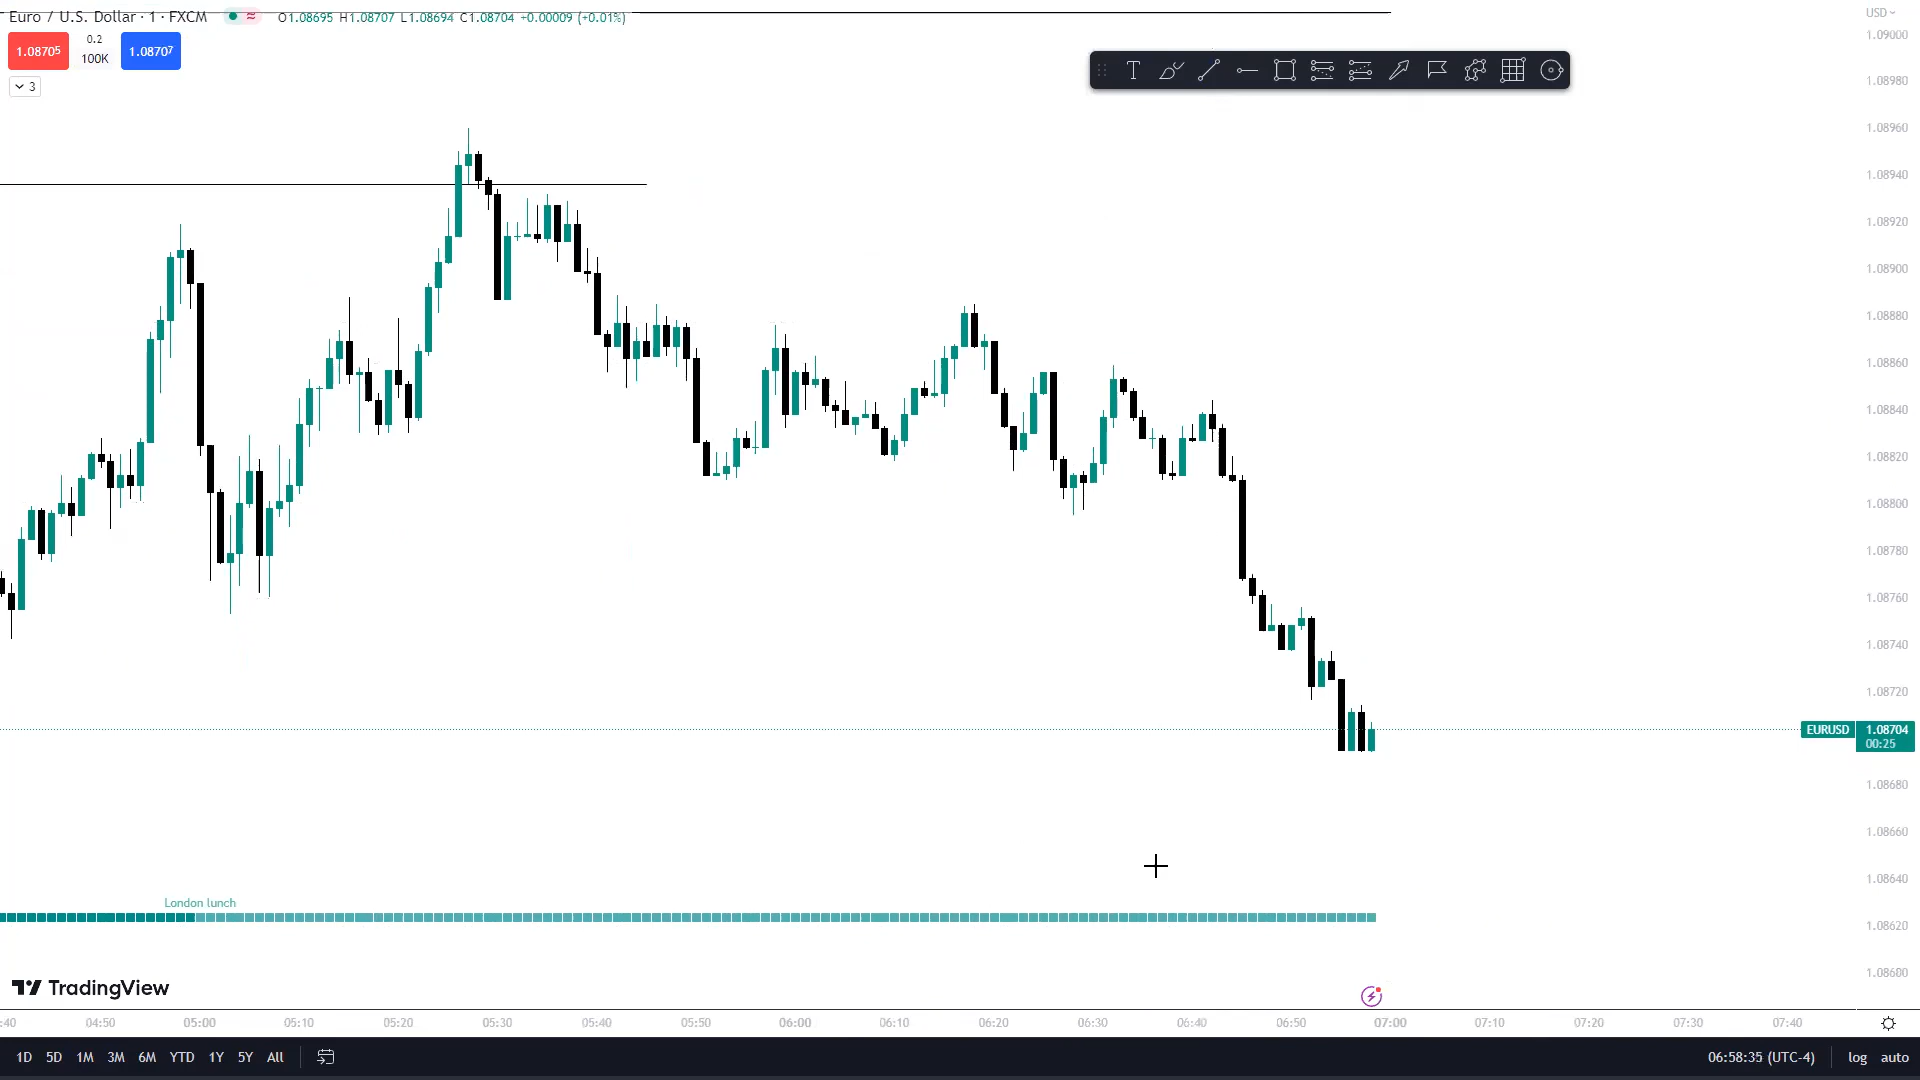 Euro / U.S. Dollar · 1 · FXCM ≈ O1.08695 H1.08707 L1.08694 C1.08704 +0.00009 (+0.01%)
USD
1.08705 0.2 100K 1.08707
3
T
1.09000
1.08980
1.08960
1.08940
1.08920
1.08900
1.08880
1.08860
1.08840
1.08820
1.08800
1.08780
1.08760
1.08740
1.08720
EURUSD 1.08704
00:25
1.08680
1.08660
1.08640
1.08620
1.08600
London lunch
TradingView
:40 04:50 05:00 05:10 05:20 05:30 05:40 05:50 06:00 06:10 06:20 06:30 06:40 06:50 07:00 07:10 07:20 07:30 07:40
1D 5D 1M 3M 6M YTD 1Y 5Y All 06:58:35 (UTC-4) log auto